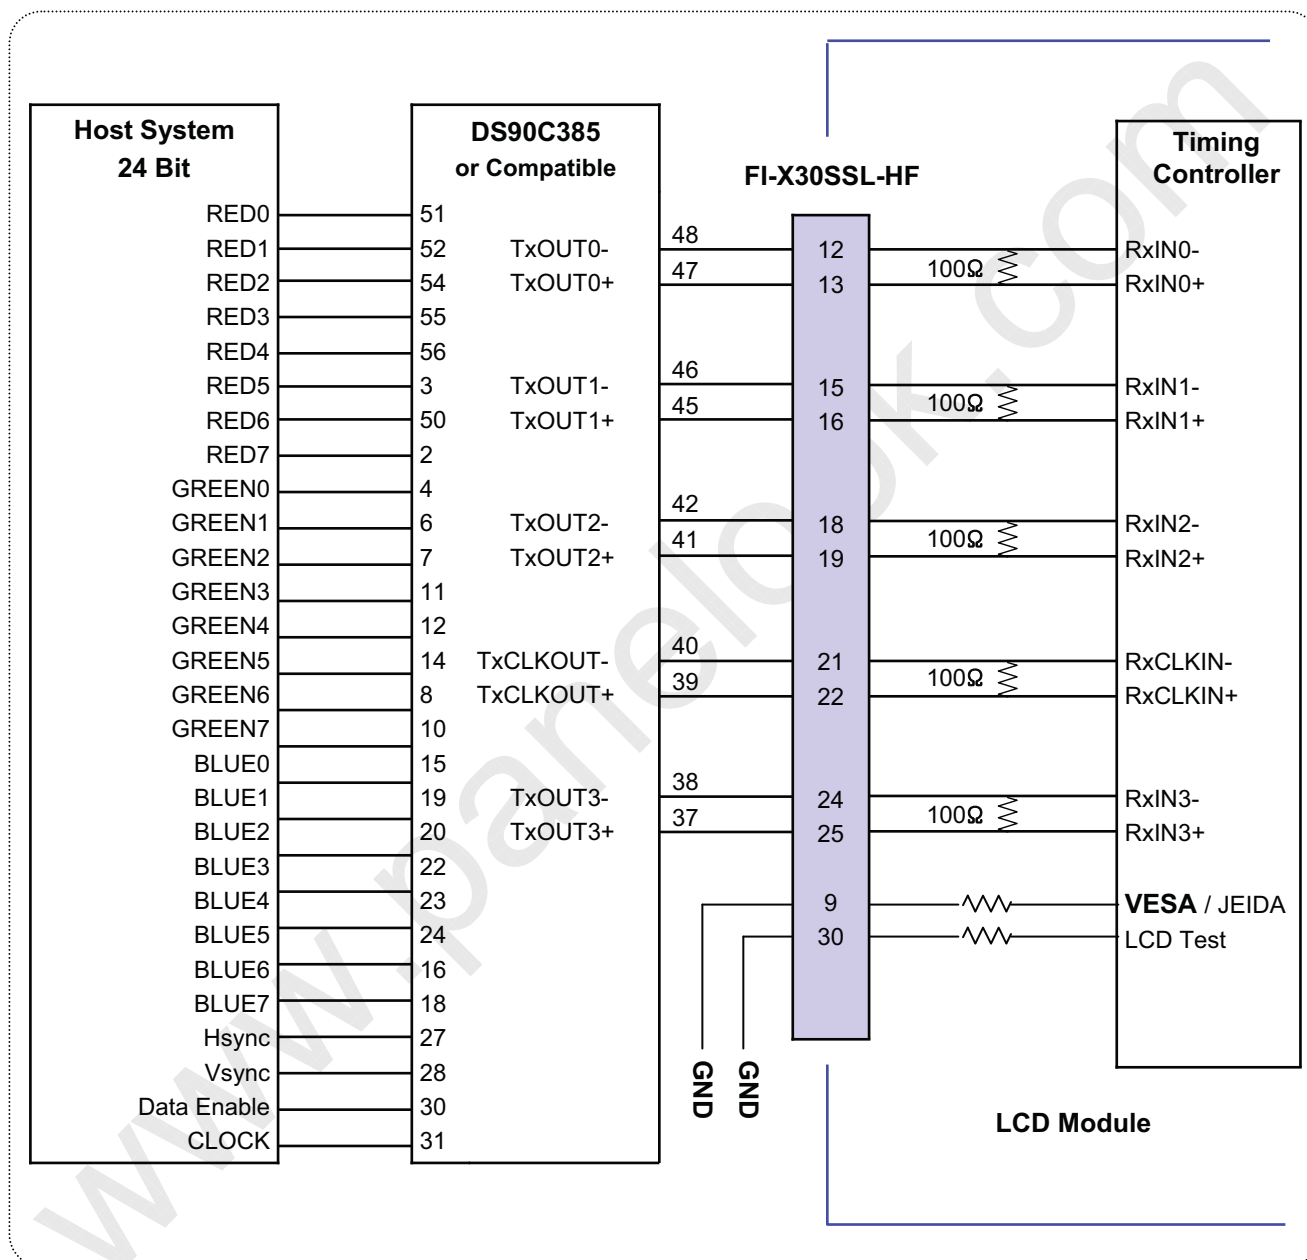 Host System
24 Bit
RED0
RED1
RED2
RED3
RED4
RED5
RED6
RED7
GREEN0
GREEN1
GREEN2
GREEN3
GREEN4
GREEN5
GREEN6
GREEN7
BLUE0
BLUE1
BLUE2
BLUE3
BLUE4
BLUE5
BLUE6
BLUE7
Hsync
Vsync
Data Enable
CLOCK
DS90C385
or Compatible
51
52 TxOUT0-
54 TxOUT0+
55
56
3 TxOUT1-
50 TxOUT1+
2
4
6 TxOUT2-
7 TxOUT2+
11
12
14 TxCLKOUT-
8 TxCLKOUT+
10
15
19 TxOUT3-
20 TxOUT3+
22
23
24
16
18
27
28
30
31
48
47
46
45
42
41
40
39
38
37
GND
GND
FI-X30SSL-HF
12
13
15
16
18
19
21
22
24
25
9
30
100Ω
100Ω
100Ω
100Ω
100Ω
Timing
Controller
RxIN0-
RxIN0+
RxIN1-
RxIN1+
RxIN2-
RxIN2+
RxCLKIN-
RxCLKIN+
RxIN3-
RxIN3+
VESA / JEIDA
LCD Test
LCD Module
www.panelook.com